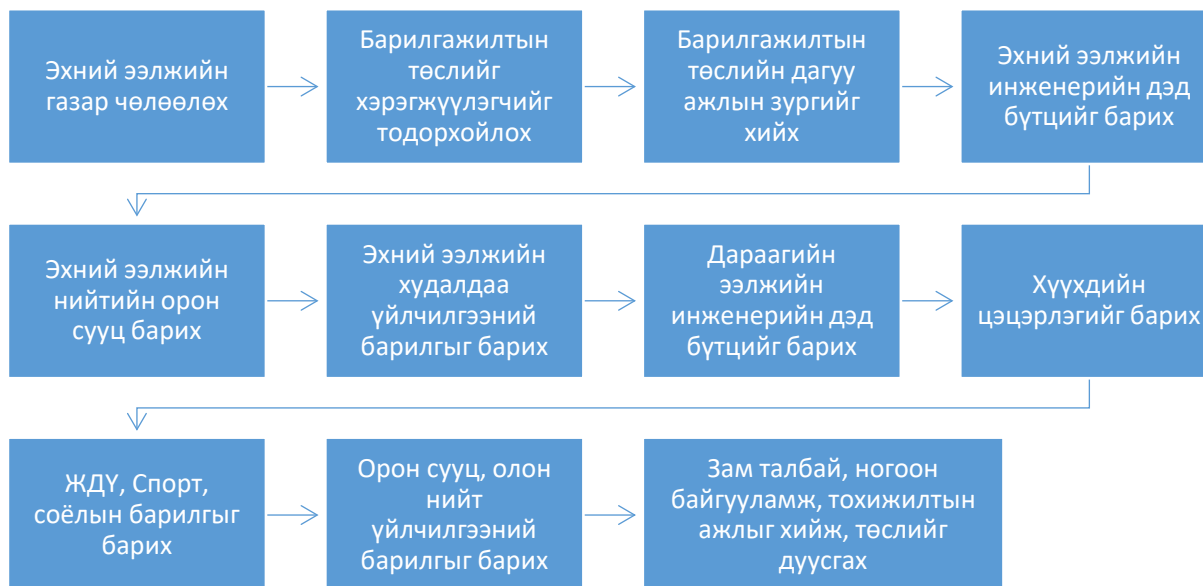 Эхний ээлжийн
газар чөлөөлөх
Барилгажилтын
төслийг
хэрэгжүүлэгчийг
тодорхойлох
Барилгажилтын
төслийн дагуу
ажлын зургийг
хийх
Эхний ээлжийн
инженерийн дэд
бүтцийг барих
Эхний ээлжийн
нийтийн орон
сууц барих
Эхний ээлжийн
худалдаа
үйлчилгээний
барилгыг барих
Дараагийн
ээлжийн
инженерийн дэд
бүтцийг барих
Хүүхдийн
цэцэрлэгийг барих
ЖДҮ, Спорт,
соёлын барилгыг
барих
Орон сууц, олон
нийт
үйлчилгээний
барилгыг барих
Зам талбай, ногоон
байгууламж, тохижилтын
ажлыг хийж, төслийг
дуусгах